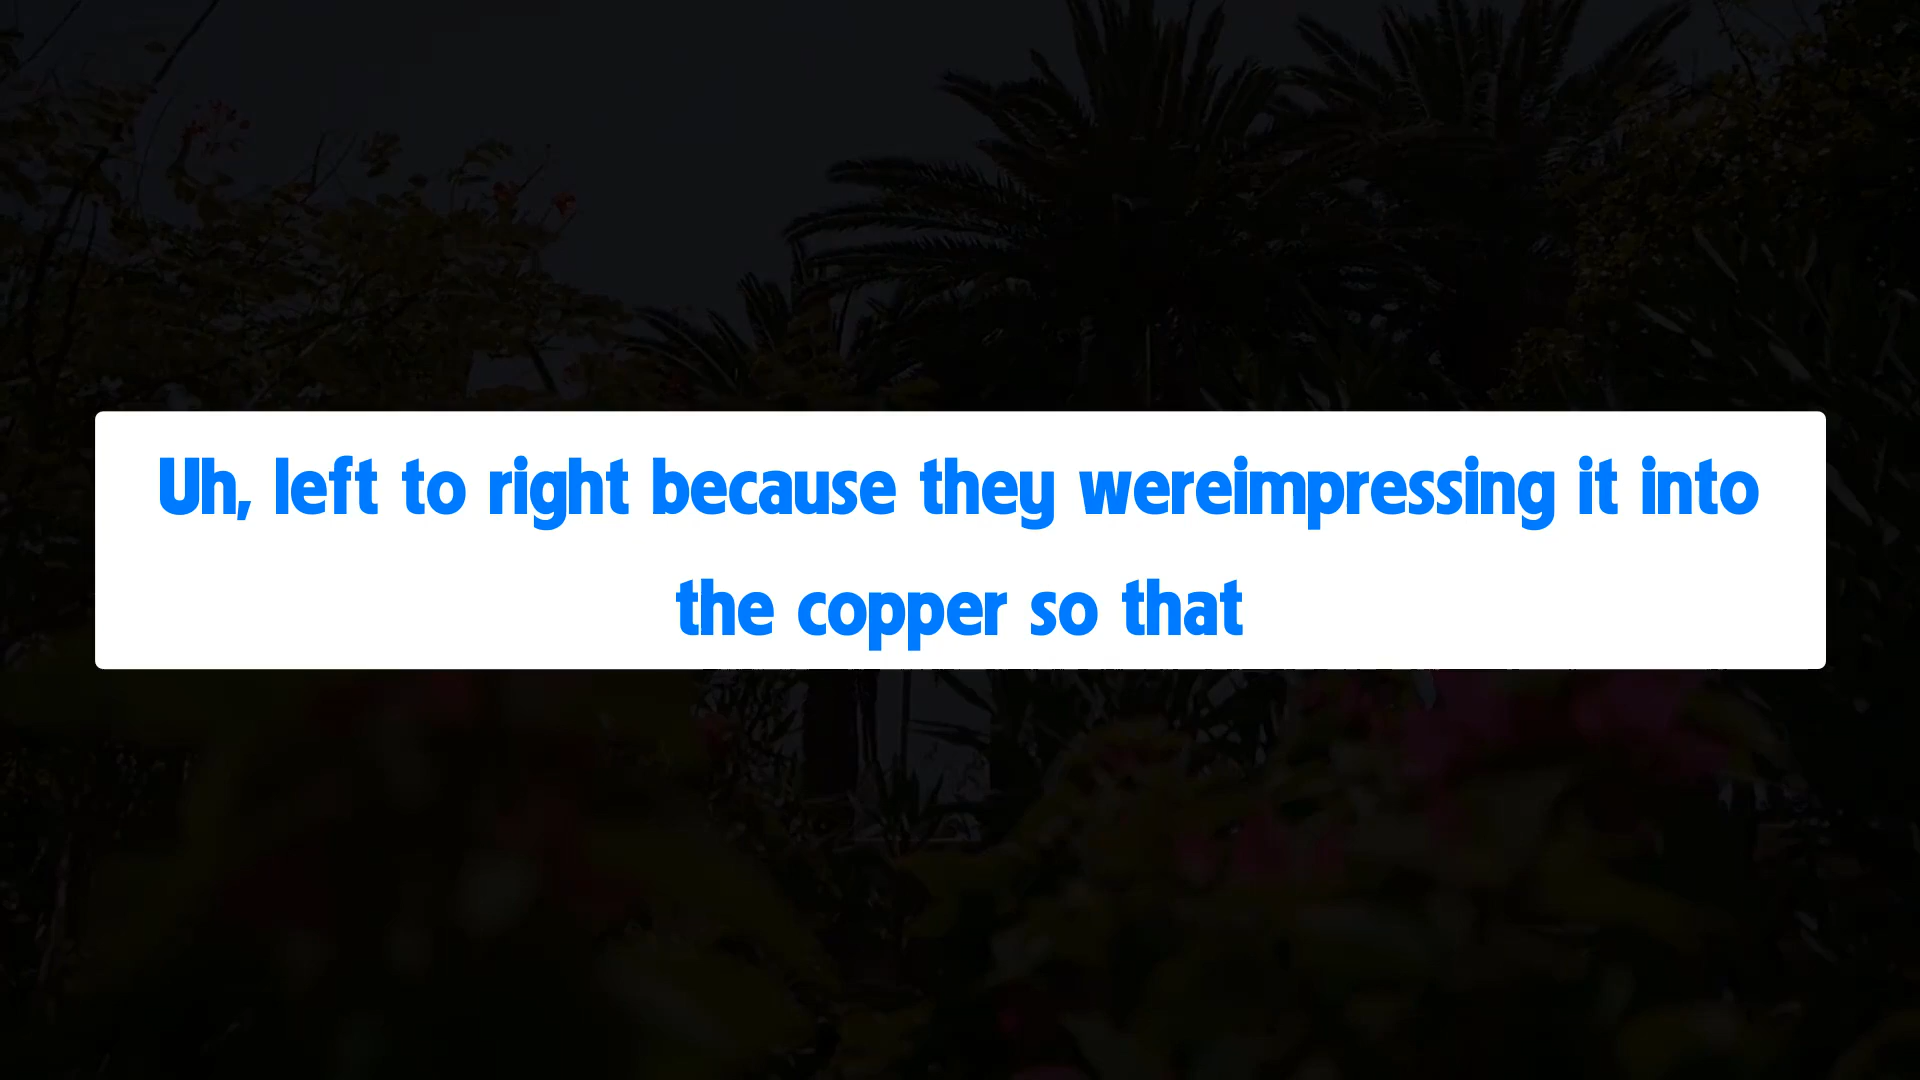 Uh, left to right because they wereimpressing it into
the copper so that